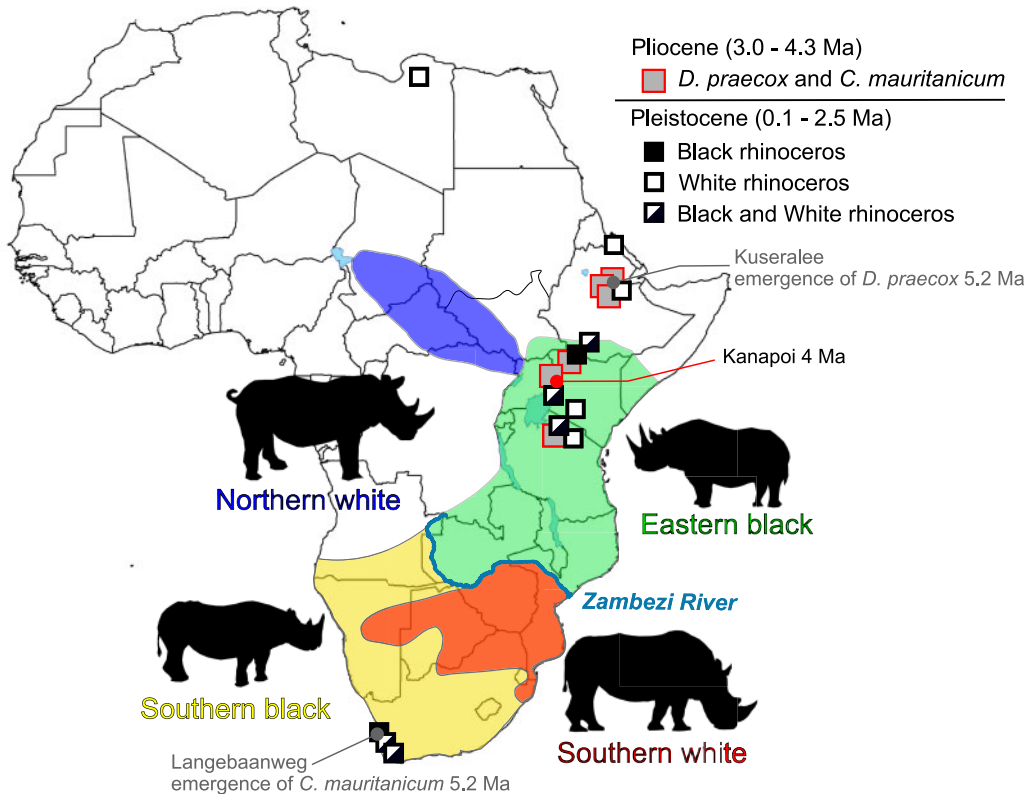 Pliocene (3.0 - 4.3 Ma)
D. praecox and C. mauritanicum
Pleistocene (0.1 - 2.5 Ma)
Black rhinoceros
White rhinoceros
Black and White rhinoceros
Kuseralee
emergence of D. praecox 5.2 Ma
Kanapoi 4 Ma
Northern white
Eastern black
Zambezi River
Southern black
Southern white
Langebaanweg
emergence of C. mauritanicum 5.2 Ma